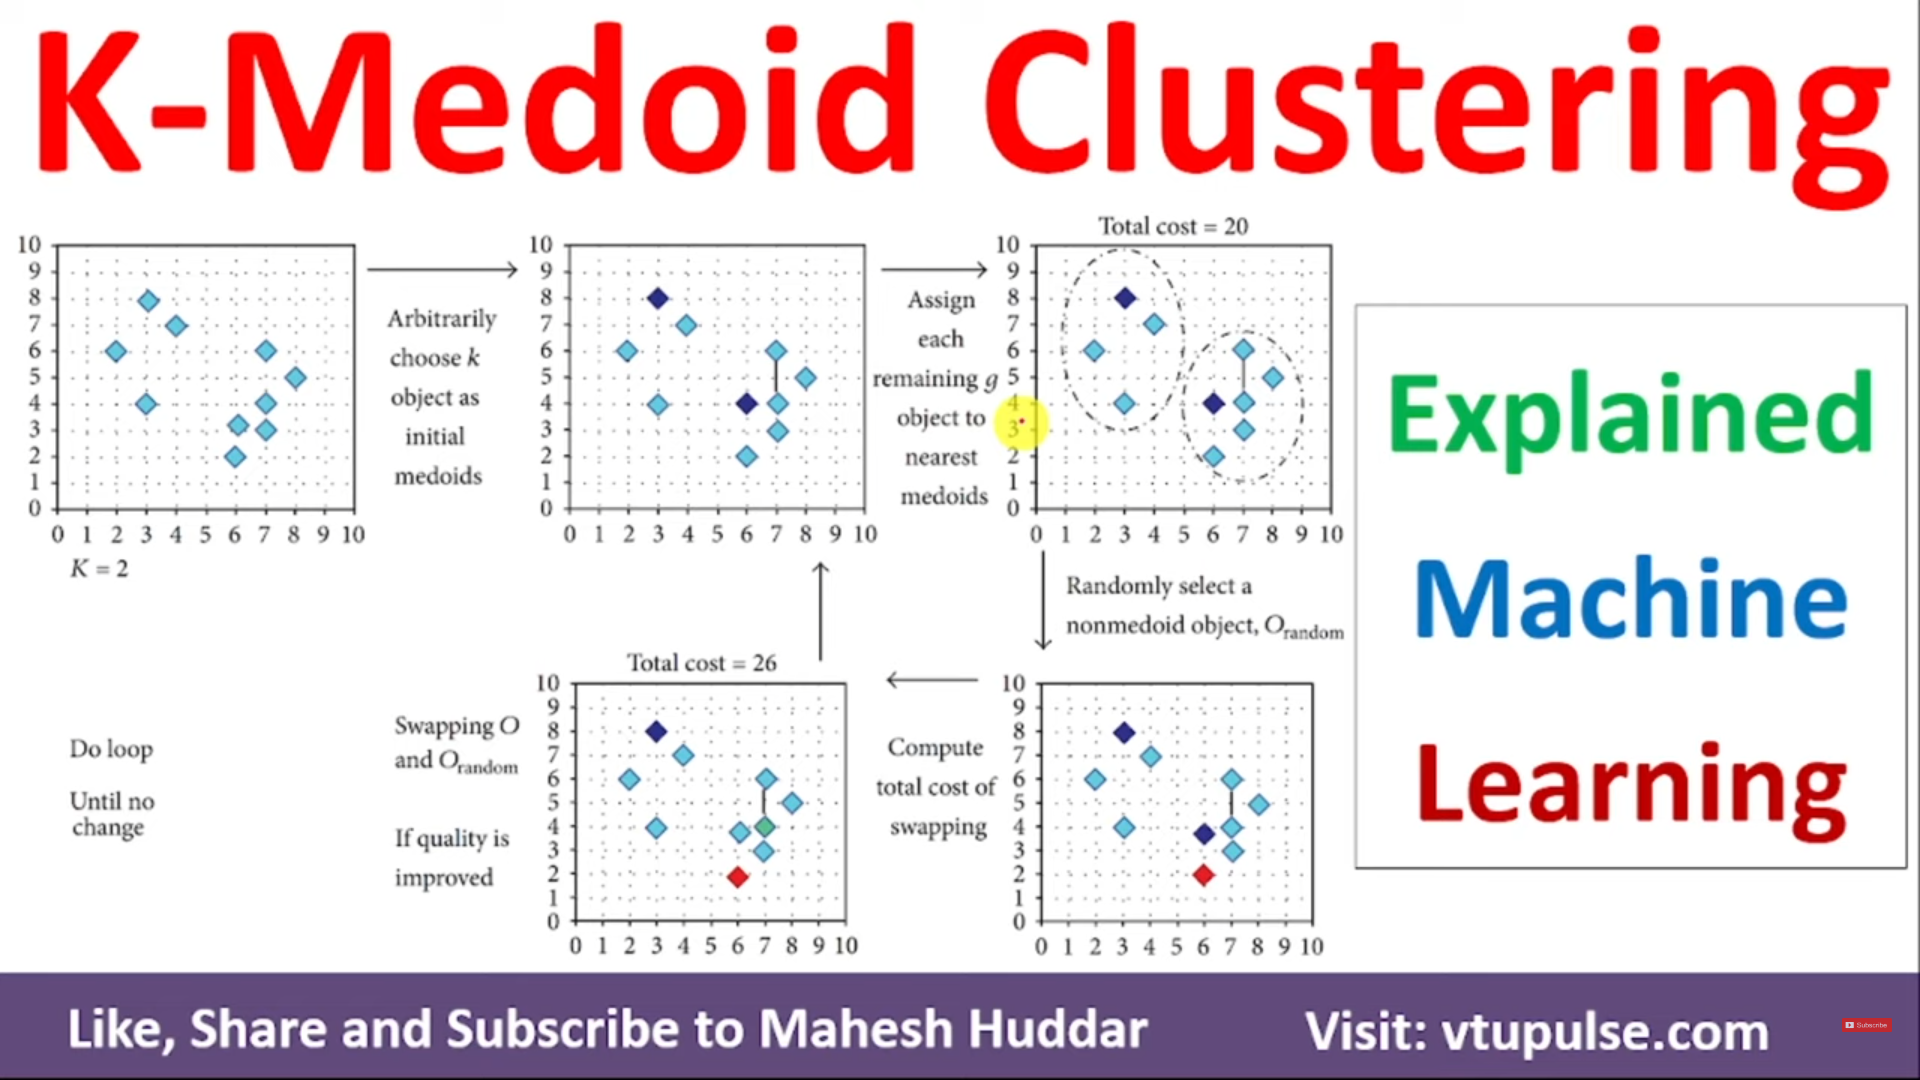 K-Medoid Clustering
10
9
8
7
6
5
4
3
2
1
0
0 1 2 3 4 5 6 7 8 9 10
K = 2
Arbitrarily
choose k
object as
initial
medoids
10
9
8
7
6
5
4
3
2
1
0
0 1 2 3 4 5 6 7 8 9 10
Assign
each
remaining g
object to
nearest
medoids
Total cost = 20
10
9
8
7
6
5
4
3
2
1
0
0 1 2 3 4 5 6 7 8 9 10
Randomly select a
nonmedoid object, Orandom
Do loop
Until no
change
Swapping O
and Orandom
If quality is
improved
Total cost = 26
10
9
8
7
6
5
4
3
2
1
0
0 1 2 3 4 5 6 7 8 9 10
Compute
total cost of
swapping
10
9
8
7
6
5
4
3
2
1
0
0 1 2 3 4 5 6 7 8 9 10
Explained
Machine
Learning
Like, Share and Subscribe to Mahesh Huddar
Visit: vtupulse.com
Subscribe